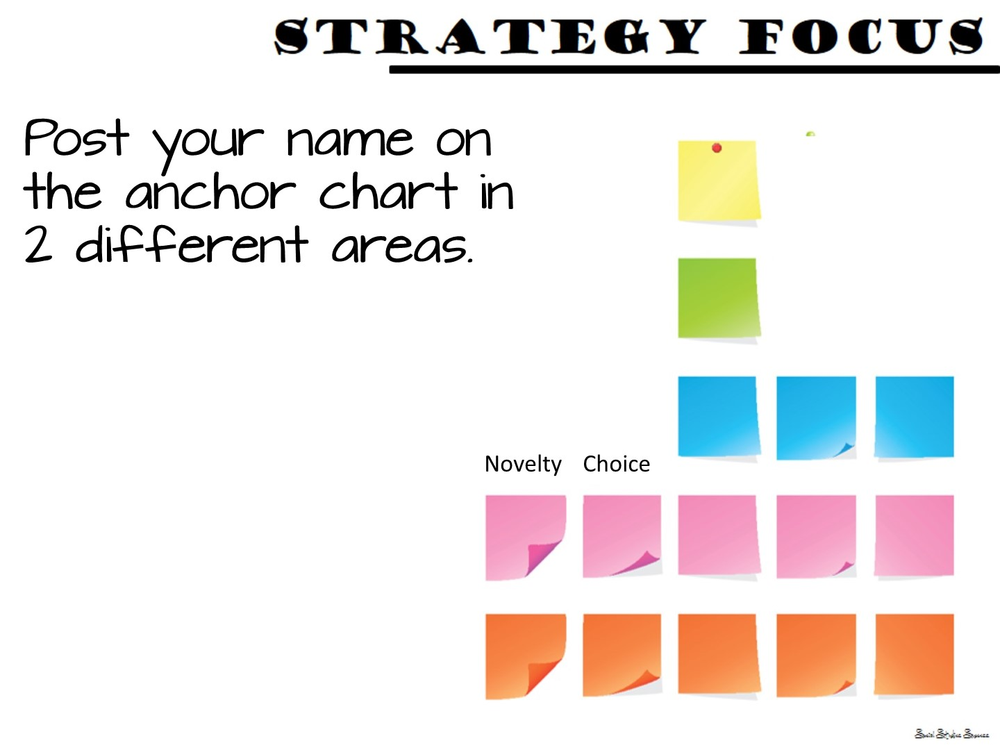 STRATEGY FOCUS
Post your name on
the anchor chart in
2 different areas.
Novelty Choice